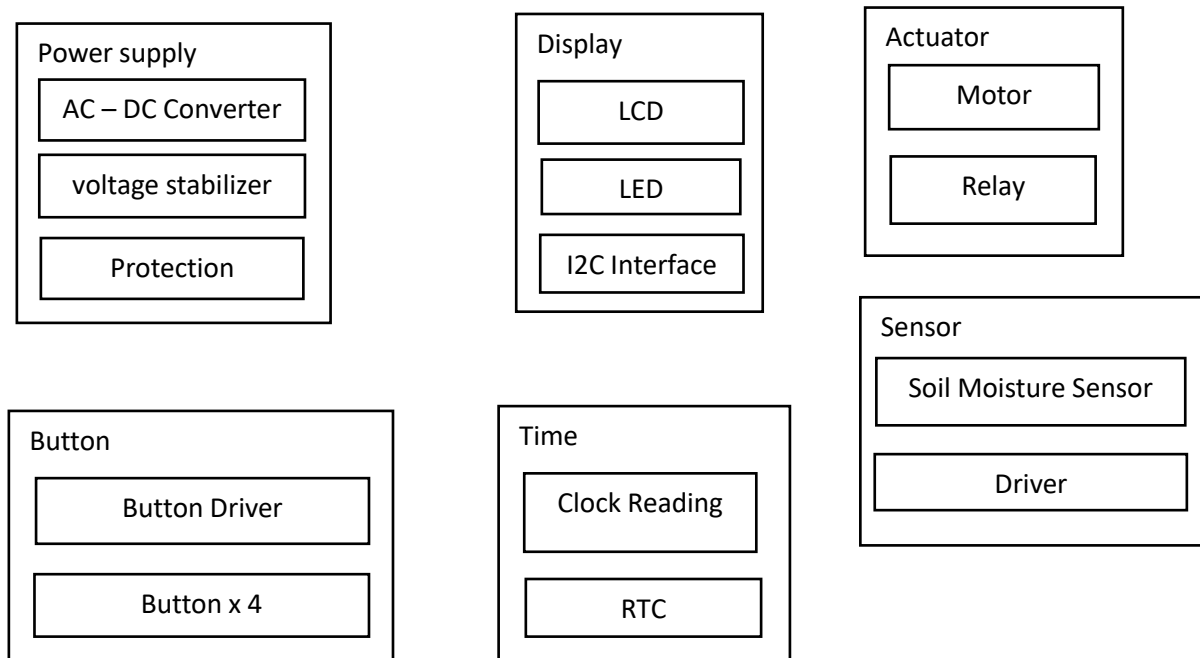 Power supply
AC – DC Converter
voltage stabilizer
Protection
Display
LCD
LED
I2C Interface
Actuator
Motor
Relay
Sensor
Soil Moisture Sensor
Driver
Button
Button Driver
Button x 4
Time
Clock Reading
RTC